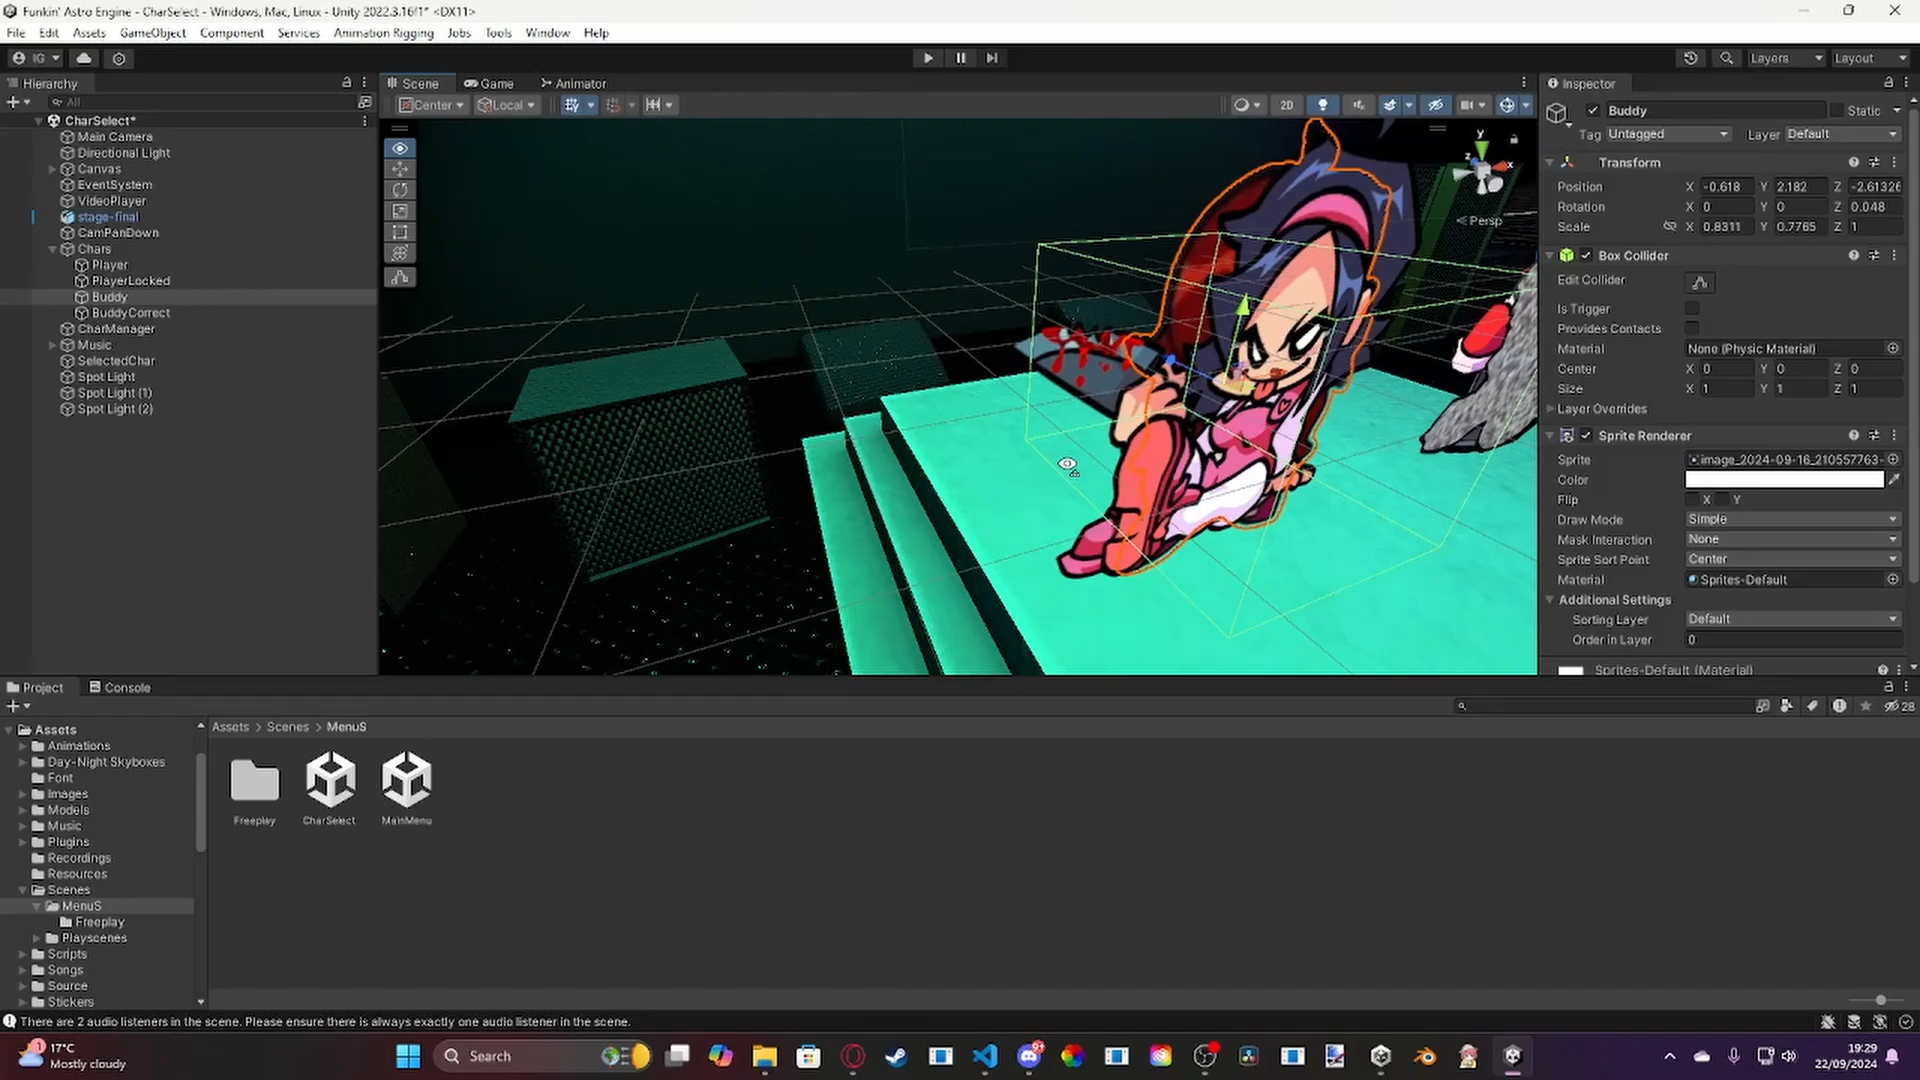 Funkin' Astro Engine - CharSelect - Windows, Mac, Linux - Unity 2022.3.16f1* <DX11>
File Edit Assets GameObject Component Services Animation Rigging Jobs Tools Window Help
IG Layers Layout
Hierarchy
All
CharSelect*
Main Camera
Directional Light
Canvas
EventSystem
VideoPlayer
stage-final
CamPanDown
Chars
Player
PlayerLocked
Buddy
BuddyCorrect
CharManager
Music
SelectedChar
Spot Light
Spot Light (1)
Spot Light (2)
Scene Game Animator
Center Local 2D
y
z x
Persp
Inspector
Buddy Static
Tag Untagged Layer Default
Transform
Position X -0.618 Y 2.182 Z -2.61326
Rotation X 0 Y 0 Z 0.048
Scale X 0.8311 Y 0.7765 Z 1
Box Collider
Edit Collider
Is Trigger
Provides Contacts
Material None (Physic Material)
Center X 0 Y 0 Z 0
Size X 1 Y 1 Z 1
Layer Overrides
Sprite Renderer
Sprite image_2024-09-16_210557763-
Color
Flip X Y
Draw Mode Simple
Mask Interaction None
Sprite Sort Point Center
Material Sprites-Default
Additional Settings
Sorting Layer Default
Order in Layer 0
Sprites-Default (Material)
Project Console
28
Assets
Animations
Day-Night Skyboxes
Font
Images
Models
Music
Plugins
Recordings
Resources
Scenes
MenuS
Freeplay
Playscenes
Scripts
Songs
Source
Stickers
Assets > Scenes > MenuS
Freeplay CharSelect MainMenu
There are 2 audio listeners in the scene. Please ensure there is always exactly one audio listener in the scene.
1
17°C
Mostly cloudy
Search
19:29
22/09/2024